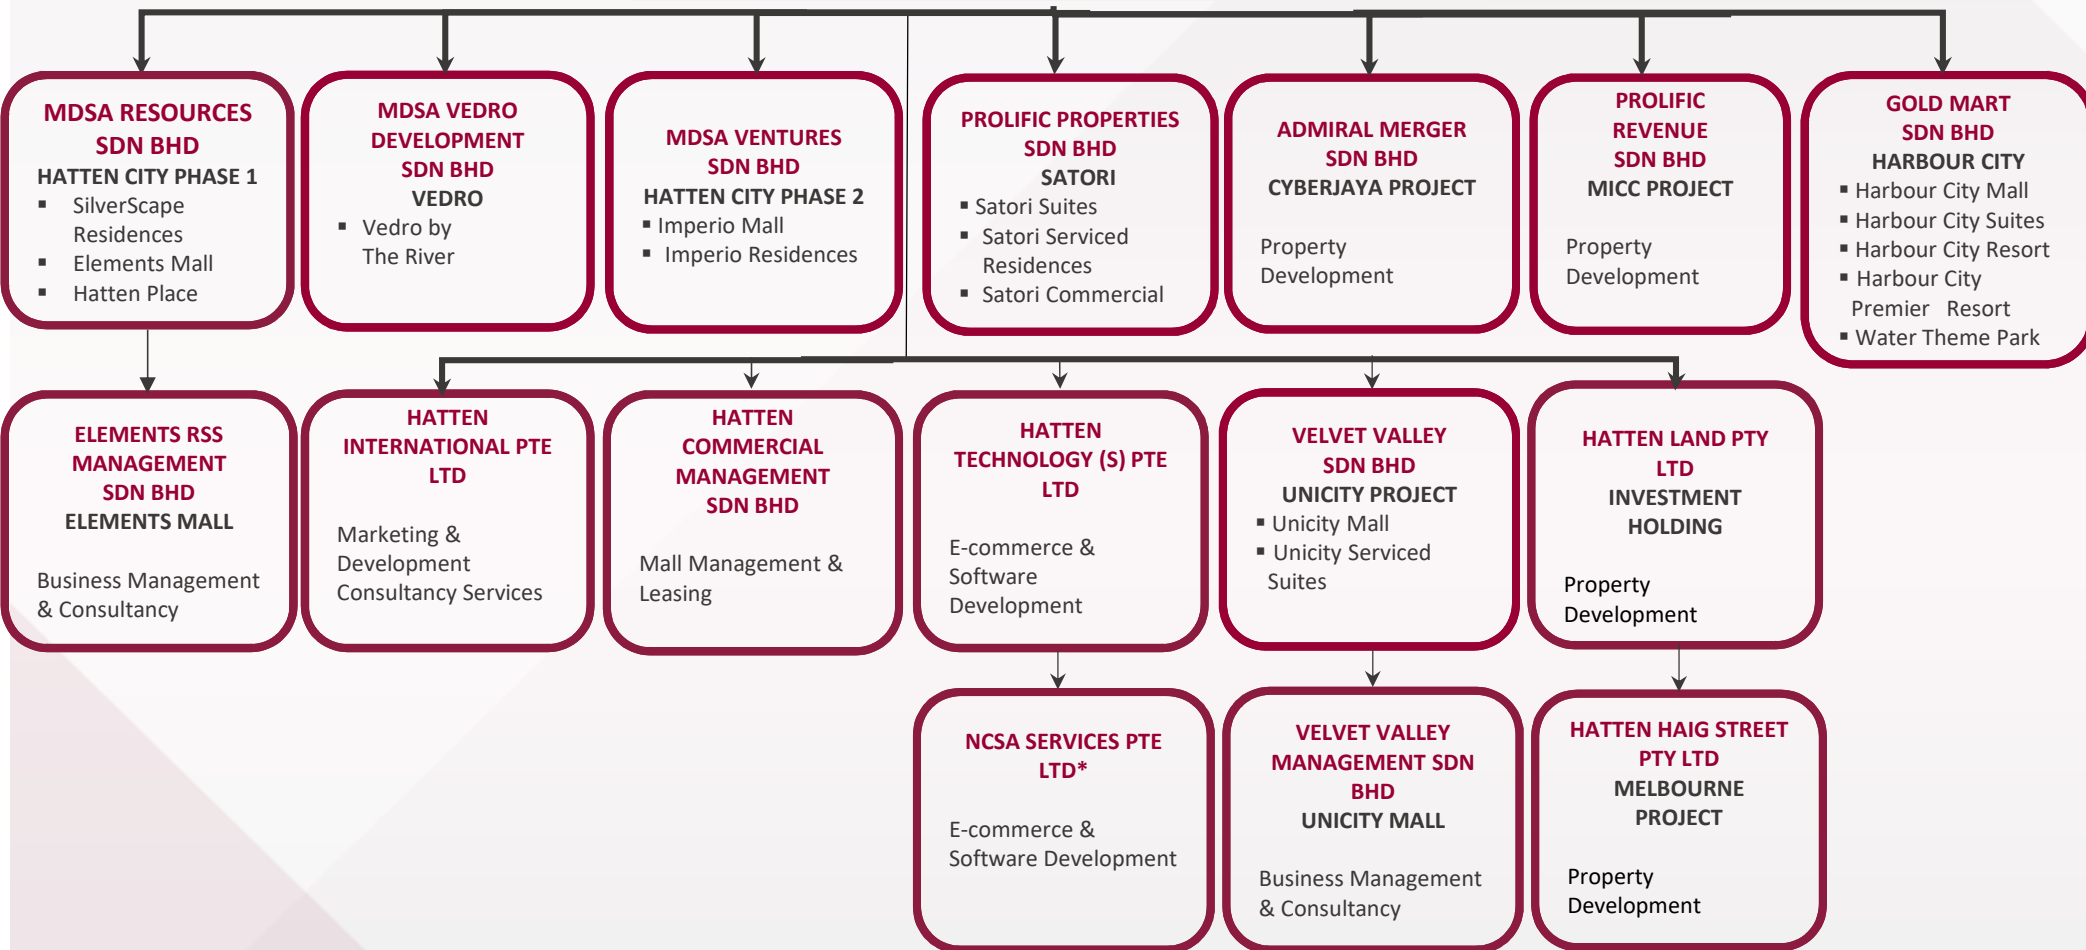 MDSA RESOURCES
SDN BHD
HATTEN CITY PHASE 1
▪ SilverScape
Residences
▪ Elements Mall
▪ Hatten Place
MDSA VEDRO
DEVELOPMENT
SDN BHD
VEDRO
▪ Vedro by
The River
MDSA VENTURES
SDN BHD
HATTEN CITY PHASE 2
▪ Imperio Mall
▪ Imperio Residences
PROLIFIC PROPERTIES
SDN BHD
SATORI
▪ Satori Suites
▪ Satori Serviced
Residences
▪ Satori Commercial
ADMIRAL MERGER
SDN BHD
CYBERJAYA PROJECT
Property
Development
PROLIFIC
REVENUE
SDN BHD
MICC PROJECT
Property
Development
GOLD MART
SDN BHD
HARBOUR CITY
▪ Harbour City Mall
▪ Harbour City Suites
▪ Harbour City Resort
▪ Harbour City
Premier Resort
▪ Water Theme Park
ELEMENTS RSS
MANAGEMENT
SDN BHD
ELEMENTS MALL
Business Management
& Consultancy
HATTEN
INTERNATIONAL PTE
LTD
Marketing &
Development
Consultancy Services
HATTEN
COMMERCIAL
MANAGEMENT
SDN BHD
Mall Management &
Leasing
HATTEN
TECHNOLOGY (S) PTE
LTD
E-commerce &
Software
Development
VELVET VALLEY
SDN BHD
UNICITY PROJECT
▪ Unicity Mall
▪ Unicity Serviced
Suites
HATTEN LAND PTY
LTD
INVESTMENT
HOLDING
Property
Development
NCSA SERVICES PTE
LTD*
E-commerce &
Software Development
VELVET VALLEY
MANAGEMENT SDN
BHD
UNICITY MALL
Business Management
& Consultancy
HATTEN HAIG STREET
PTY LTD
MELBOURNE
PROJECT
Property
Development